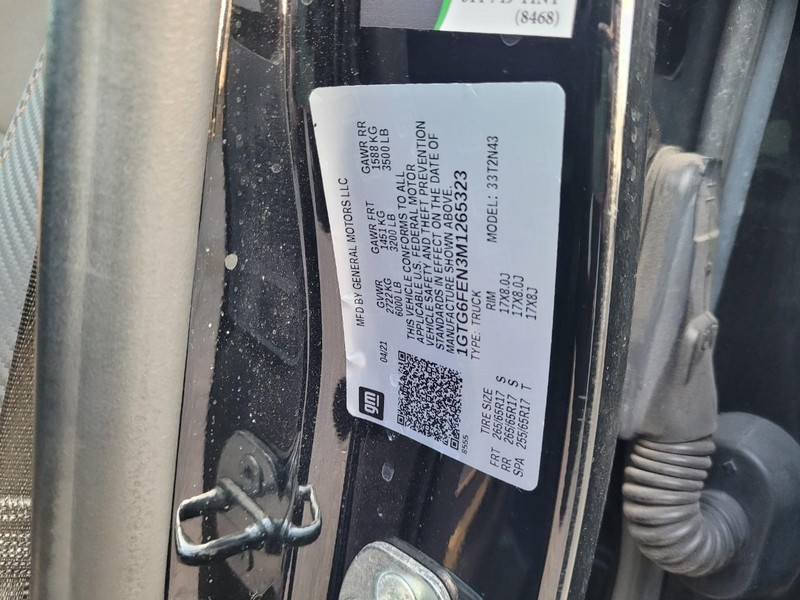 (8468)
MFD BY GENERAL MOTORS LLC
gm
04/21
GVWR GAWR FRT GAWR RR
2722 KG 1451 KG 1588 KG
6000 LB 3200 LB 3500 LB
THIS VEHICLE CONFORMS TO ALL
APPLICABLE U.S. FEDERAL MOTOR
VEHICLE SAFETY AND THEFT PREVENTION
STANDARDS IN EFFECT ON THE DATE OF
MANUFACTURE SHOWN ABOVE.
1GTG6FEN3M1265323
TYPE: TRUCK MODEL: 33T2N43
8555
TIRE SIZE RIM
FRT 265/65R17 S 17X8.0J
RR 265/65R17 S 17X8.0J
SPA 255/65R17 T 17X8J